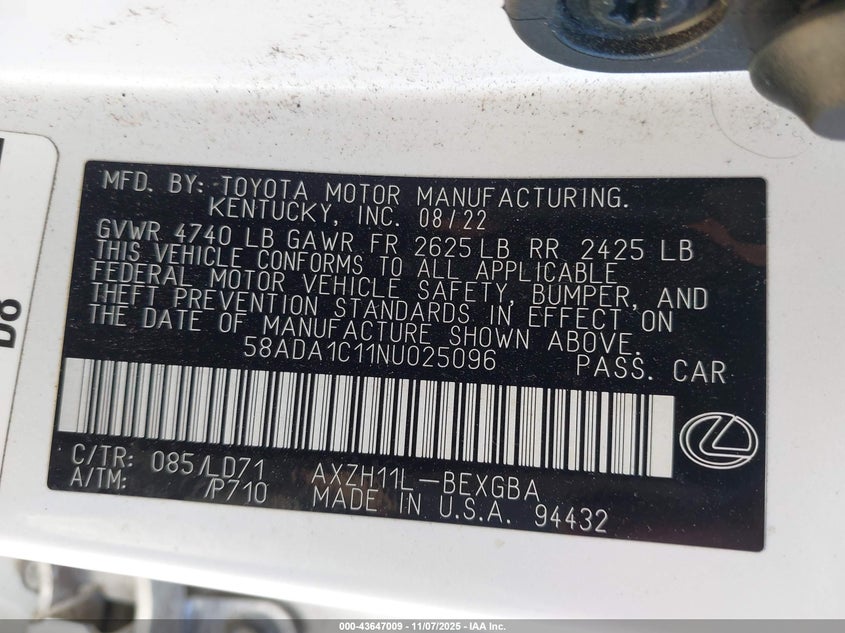 MFD. BY: TOYOTA MOTOR MANUFACTURING.
KENTUCKY, INC. 08/22
GVWR 4740 LB GAWR FR 2625 LB RR 2425 LB
THIS VEHICLE CONFORMS TO ALL APPLICABLE
FEDERAL MOTOR VEHICLE SAFETY, BUMPER, AND
THEFT PREVENTION STANDARDS IN EFFECT ON
THE DATE OF MANUFACTURE SHOWN ABOVE.
58ADA1C11NU025096 PASS. CAR
C/TR: 085/LD71 AXZH11L-BEXGBA
A/TM: /P710 MADE IN U.S.A. 94432
D8
000-43647009 - 11/07/2025 - IAA Inc.